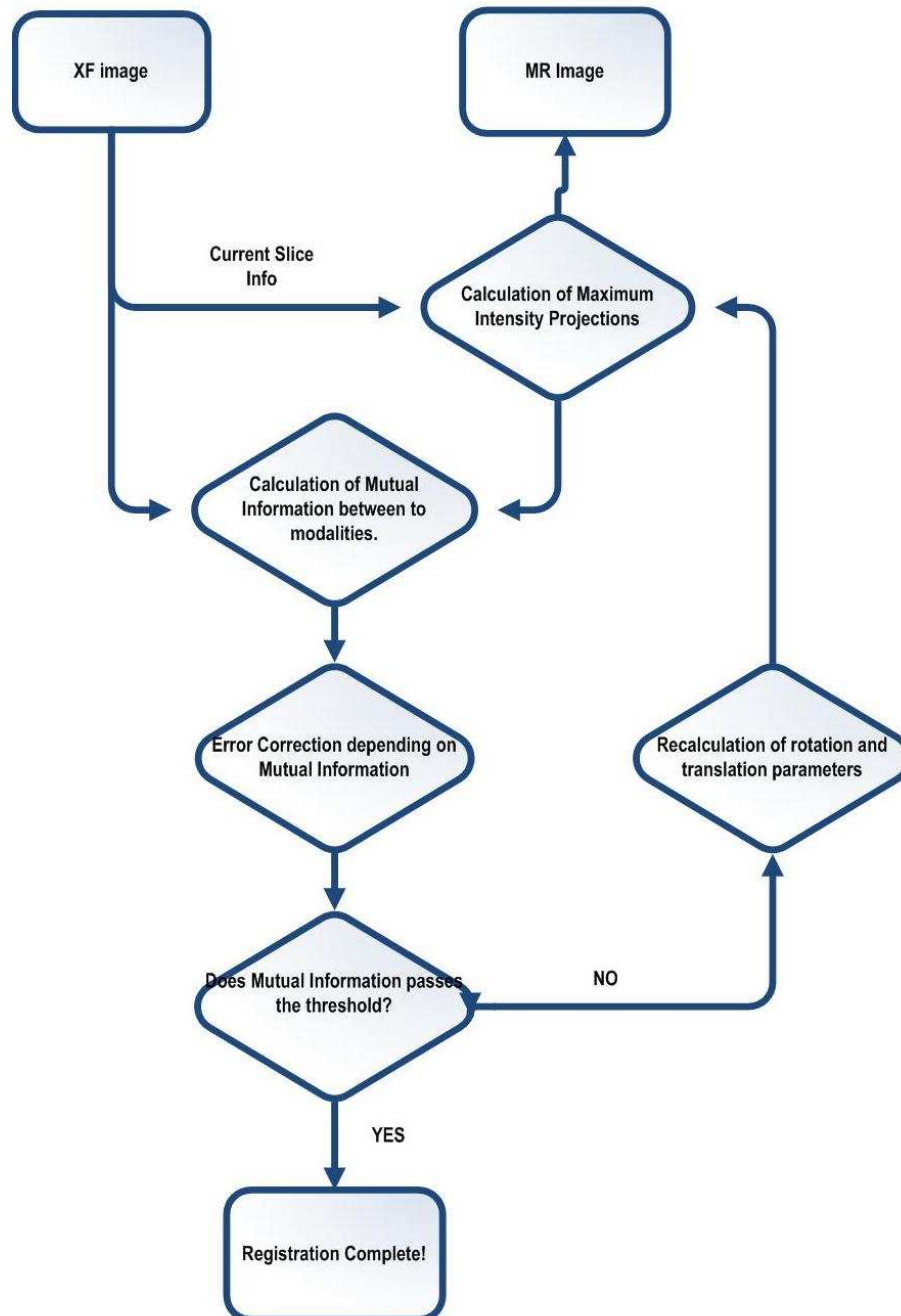 XF image
MR Image
Current Slice
Info
Calculation of Maximum
Intensity Projections
Calculation of Mutual
Information between to
modalities.
Error Correction depending on
Mutual Information
Recalculation of rotation and
translation parameters
Does Mutual Information passes
the threshold?
NO
YES
Registration Complete!